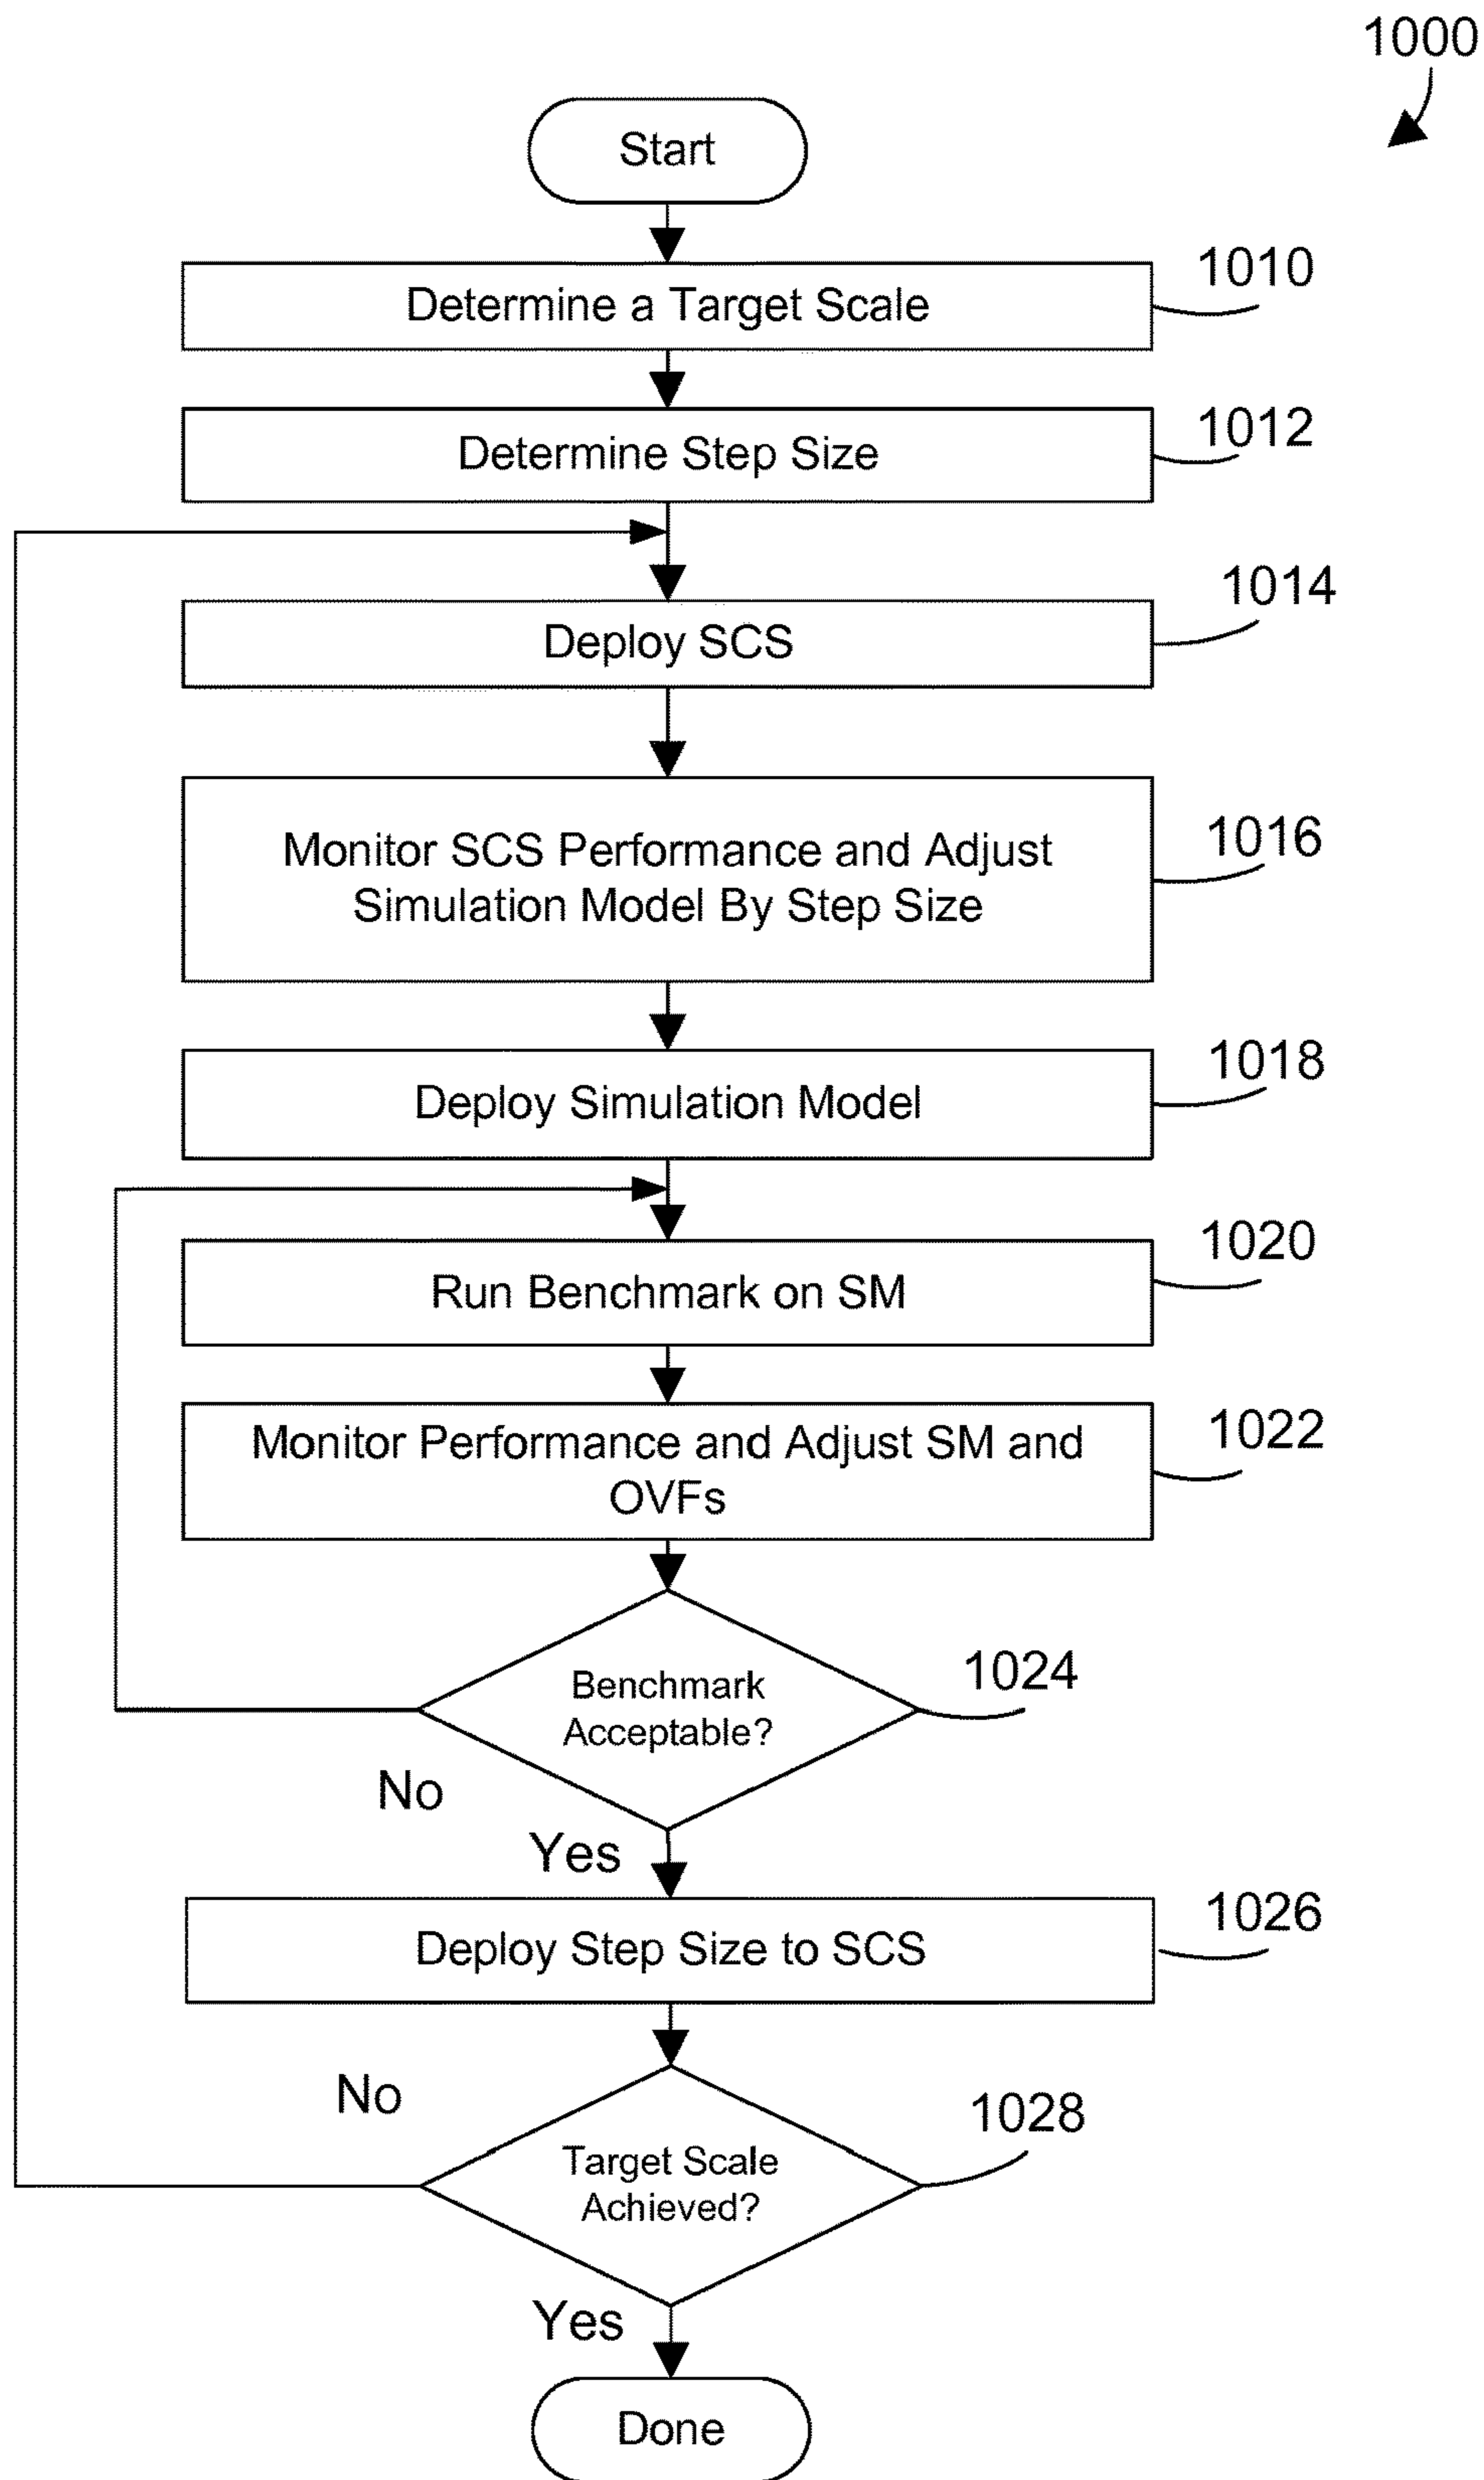 1000
Start
Determine a Target Scale
1010
Determine Step Size
1012
Deploy SCS
1014
Monitor SCS Performance and Adjust
Simulation Model By Step Size
1016
Deploy Simulation Model
1018
Run Benchmark on SM
1020
Monitor Performance and Adjust SM and
OVFs
1022
Benchmark
Acceptable?
1024
No
Yes
Deploy Step Size to SCS
1026
No
Target Scale
Achieved?
1028
Yes
Done